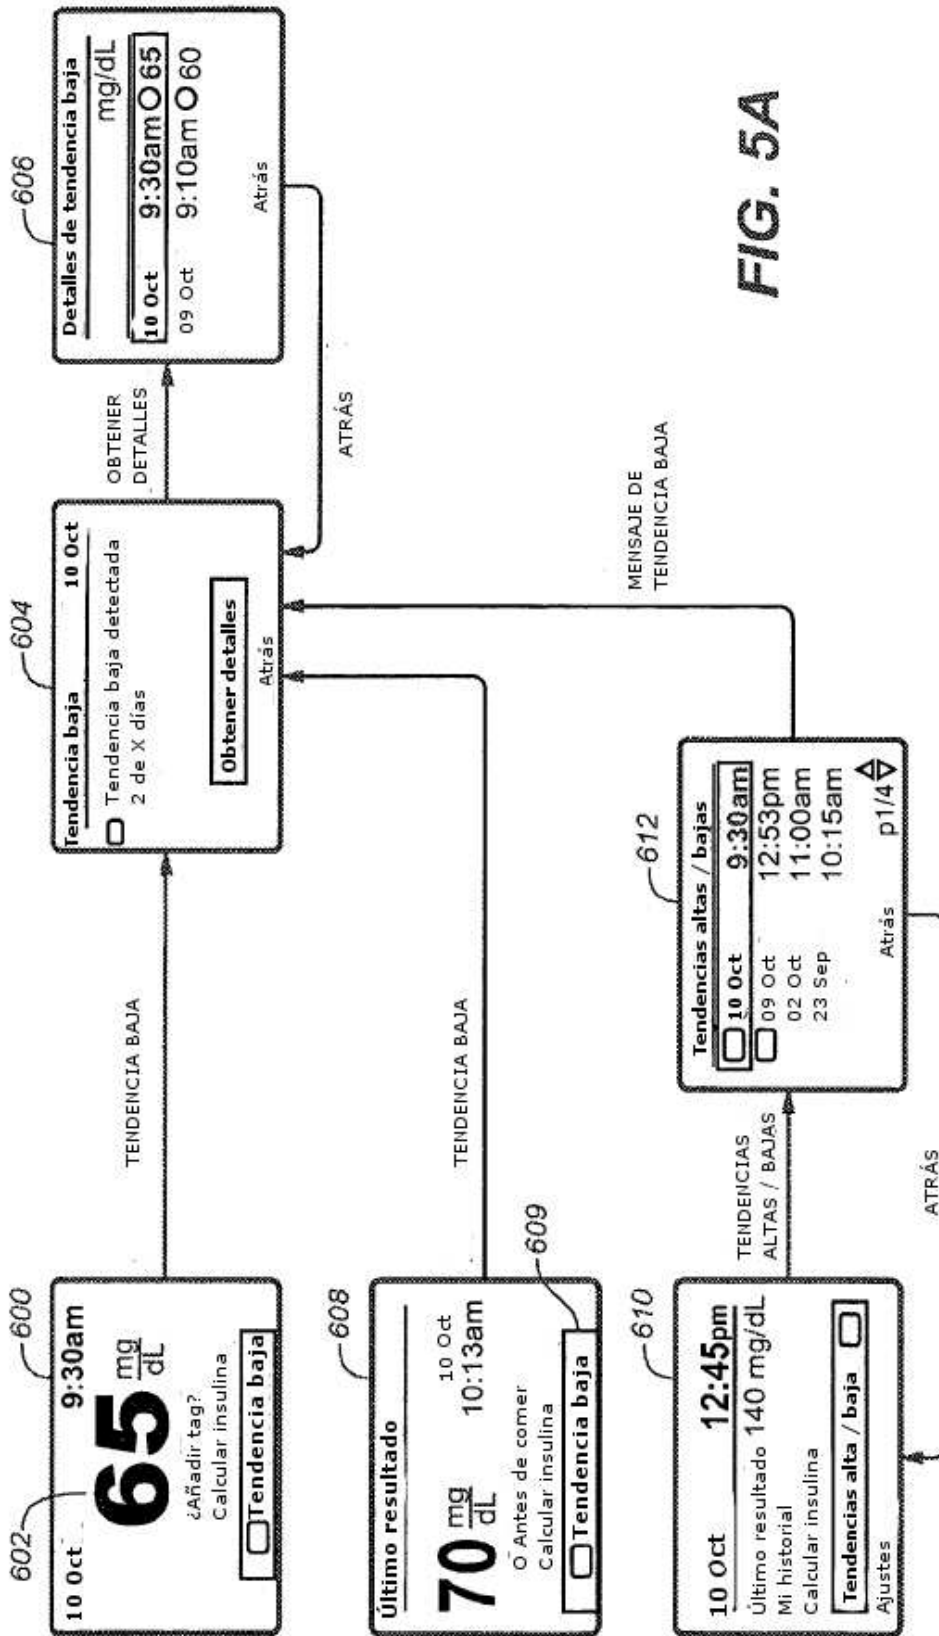 600
602
10 Oct 9:30am
65 mg/dL
¿Añadir tag?
Calcular insulina
Tendencia baja
TENDENCIA BAJA
604
Tendencia baja 10 Oct
Tendencia baja detectada
2 de X días
Obtener detalles
Atrás
OBTENER
DETALLES
606
Detalles de tendencia baja
mg/dL
10 Oct 9:30am O 65
09 Oct 9:10am O 60
Atrás
ATRÁS
608
Último resultado
70 mg/dL
10 Oct
10:13am
O Antes de comer
Calcular insulina
Tendencia baja
609
TENDENCIA BAJA
610
10 Oct 12:45pm
Último resultado 140 mg/dL
Mi historial
Calcular insulina
Tendencias alta / baja
Ajustes
TENDENCIAS
ALTAS / BAJAS
612
Tendencias altas / bajas
10 Oct 9:30am
09 Oct 12:53pm
02 Oct 11:00am
23 Sep 10:15am
p1/4
Atrás
ATRÁS
MENSAJE DE
TENDENCIA BAJA
FIG. 5A